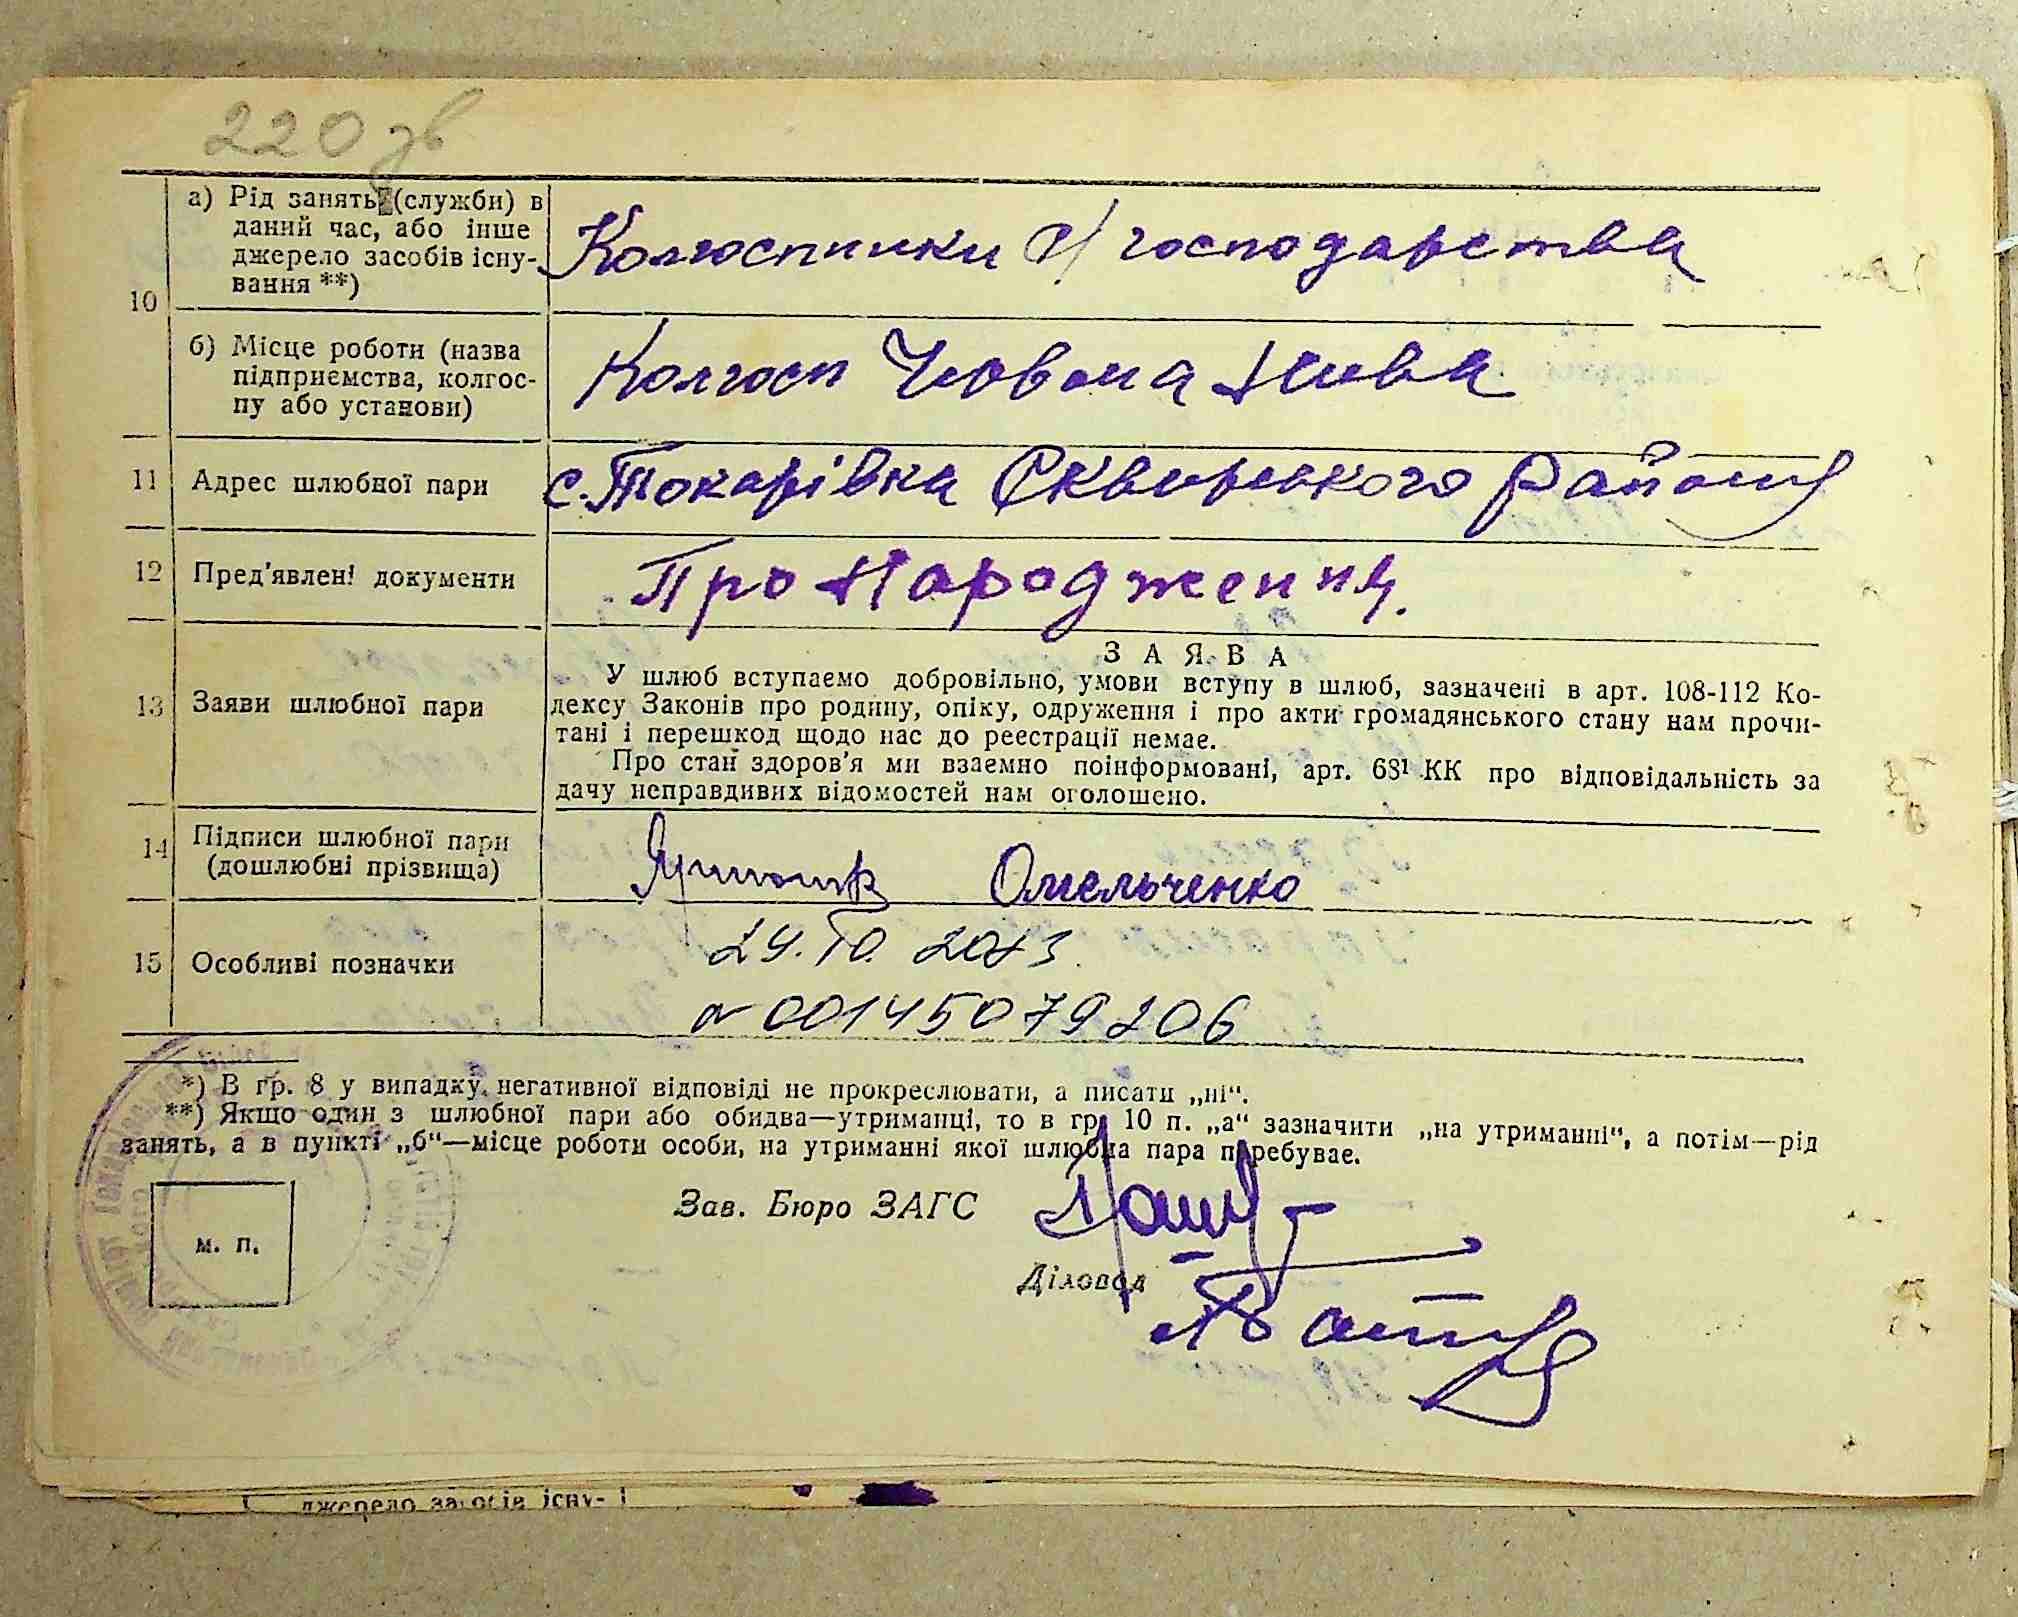 220 зв
10
а) Рід занять (служби) в
даний час, або інше
джерело засобів існу-
вання **)
Колгоспники С/господарства
б) Місце роботи (назва
підприємства, колгос-
пу або установи)
Колгосп Червона Нива
11 Адрес шлюбної пари с. Токарівка Сквирського району
12 Пред'явлені документи Про Народження.
13 Заяви шлюбної пари
ЗАЯВА
У шлюб вступаємо добровільно, умови вступу в шлюб, зазначені в арт. 108-112 Ко-
дексу Законів про родину, опіку, одруження і про акти громадянського стану нам прочи-
тані і перешкод щодо нас до реєстрації немає.
Про стан здоров'я ми взаємно поінформовані, арт. 68¹ КК про відповідальність за
дачу неправдивих відомостей нам оголошено.
14 Підписи шлюбної пари
(дошлюбні прізвища)
Омельченко
15 Особливі позначки
24.10. 2023
N 00145079206
*) В гр. 8 у випадку негативної відповіді не прокреслювати, а писати „ні“.
**) Якщо один з шлюбної пари або обидва—утриманці, то в гр. 10 п. „а“ зазначити „на утриманні“, а потім—рід
занять, а в пункті „б“—місце роботи особи, на утриманні якої шлюбна пара перебуває.
Зав. Бюро ЗАГС
м. п.
Діловод
джерело засобів існу-